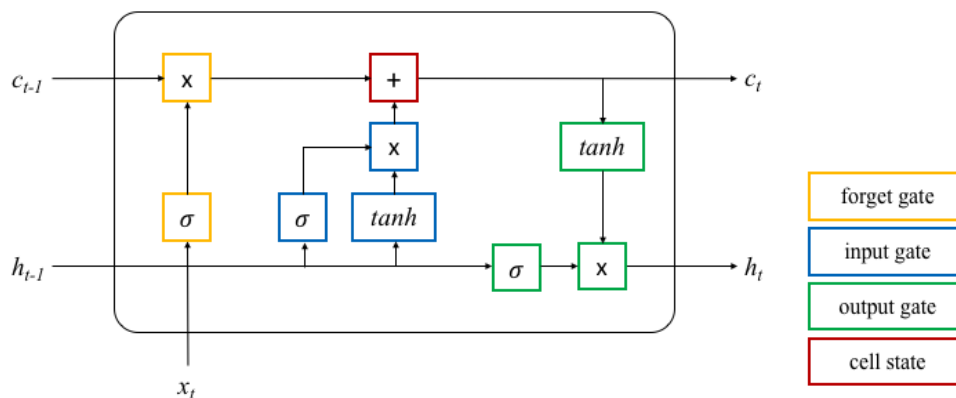 c_{t-1} x + c_t
x tanh
σ σ tanh
h_{t-1} σ x h_t
x_t
forget gate
input gate
output gate
cell state